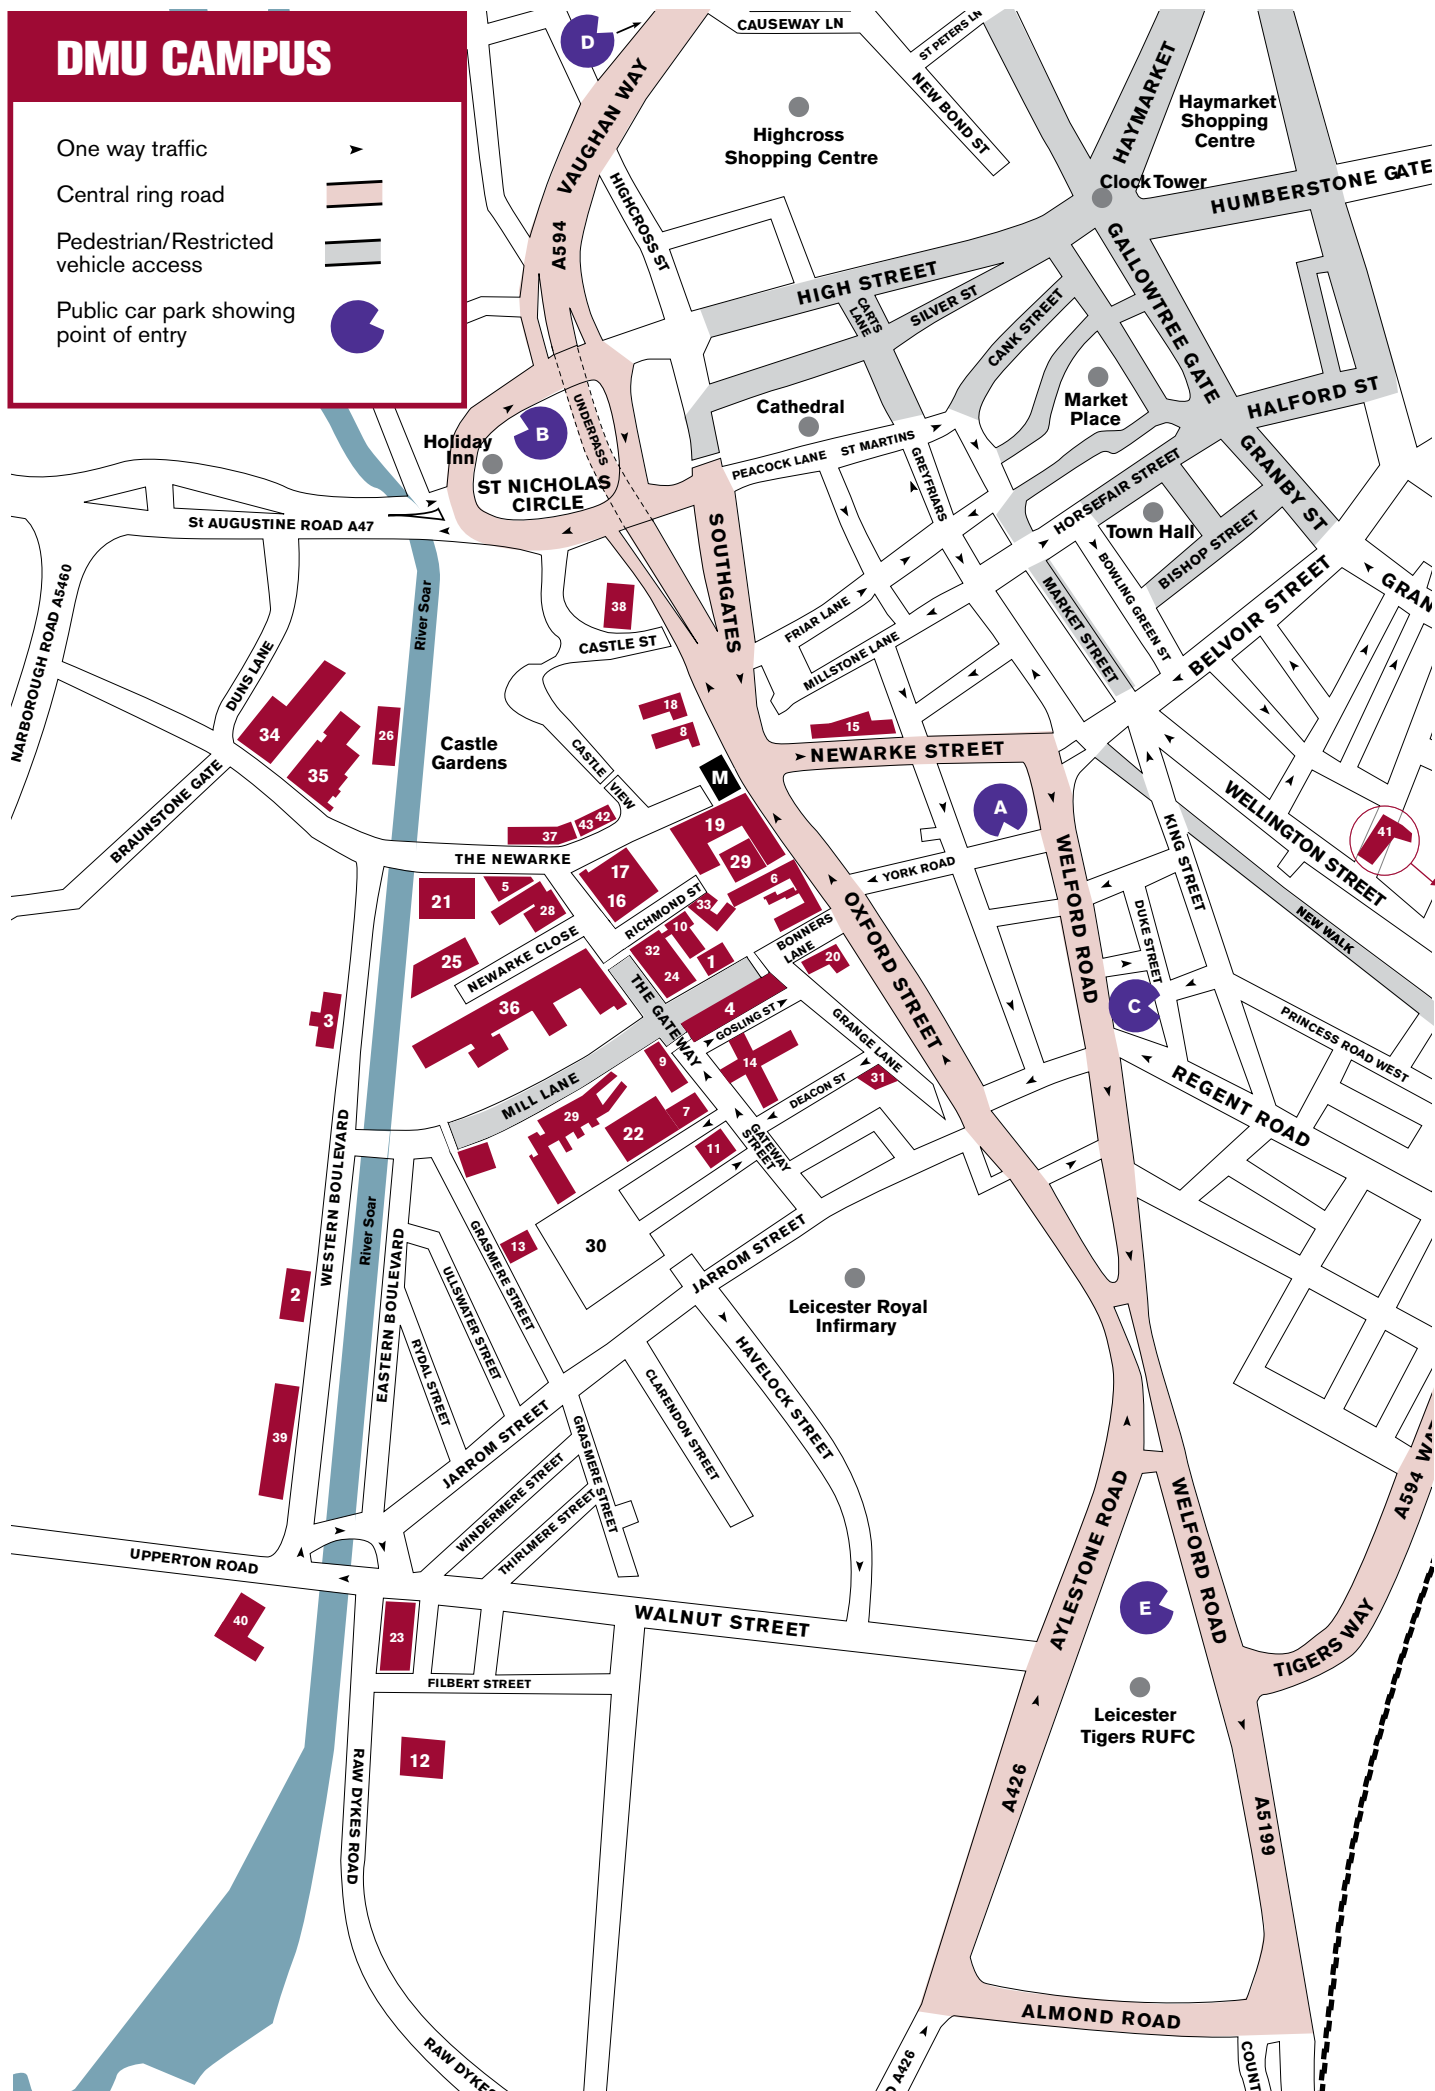 DMU CAMPUS
One way traffic
Central ring road
Pedestrian/Restricted
vehicle access
Public car park showing
point of entry
D
CAUSEWAY LN
ST PETERS LN
NEW BOND ST
VAUGHAN WAY
A594
HIGHCROSS ST
Highcross
Shopping Centre
HAYMARKET
Haymarket
Shopping
Centre
Clock Tower
HUMBERSTONE GATE
GALLOWTREE GATE
HIGH STREET
CARTS
LANE
SILVER ST
CANK STREET
Market
Place
HALFORD ST
GRANBY ST
Cathedral
PEACOCK LANE
ST MARTINS
GREYFRIARS
HORSEFAIR STREET
Town Hall
BISHOP STREET
BOWLING GREEN ST
MARKET STREET
BELVOIR STREET
GRAN
UNDERPASS
B
Holiday
Inn
ST NICHOLAS
CIRCLE
St AUGUSTINE ROAD A47
SOUTHGATES
NARBOROUGH ROAD A5460
DUNS LANE
River Soar
38
CASTLE ST
FRIAR LANE
MILLSTONE LANE
18
8
15
NEWARKE STREET
34
35
26
Castle
Gardens
CASTLE
VIEW
M
A
BRAUNSTONE GATE
37
43
42
THE NEWARKE
19
29
6
17
16
RICHMOND ST
33
10
32
24
1
BONNERS
LANE
20
YORK ROAD
OXFORD STREET
WELFORD ROAD
KING STREET
DUKE STREET
C
WELLINGTON STREET
41
NEW WALK
PRINCESS ROAD WEST
REGENT ROAD
21
5
28
25
NEWARKE CLOSE
36
THE GATEWAY
4
GOSLING ST
GRANGE LANE
14
DEACON ST
31
9
MILL LANE
29
22
7
11
GATEWAY
STREET
3
WESTERN BOULEVARD
River Soar
EASTERN BOULEVARD
GRASMERE STREET
13
30
JARROM STREET
ULLSWATER STREET
RYDAL STREET
2
39
Leicester Royal
Infirmary
HAVELOCK STREET
CLARENDON STREET
JARROM STREET
GRASMERE STREET
WINDERMERE STREET
THIRLMERE STREET
UPPERTON ROAD
40
23
WALNUT STREET
FILBERT STREET
12
RAW DYKES ROAD
RAW DYKES
AYLESTONE ROAD
WELFORD ROAD
A594 WA
TIGERS WAY
E
Leicester
Tigers RUFC
A426
A5199
ALMOND ROAD
A426
COUNT